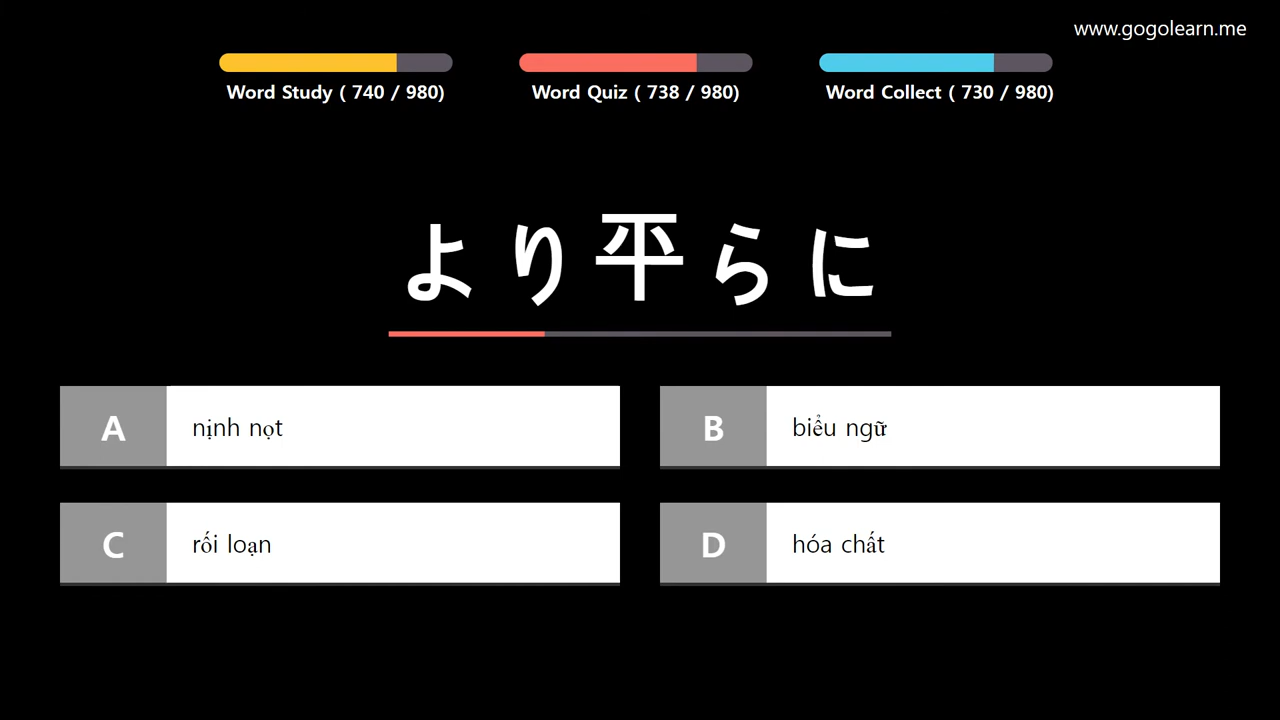 www.gogolearn.me
Word Study ( 740 / 980)
Word Quiz ( 738 / 980)
Word Collect ( 730 / 980)
より平らに
A nịnh nọt
B biểu ngữ
C rối loạn
D hóa chất